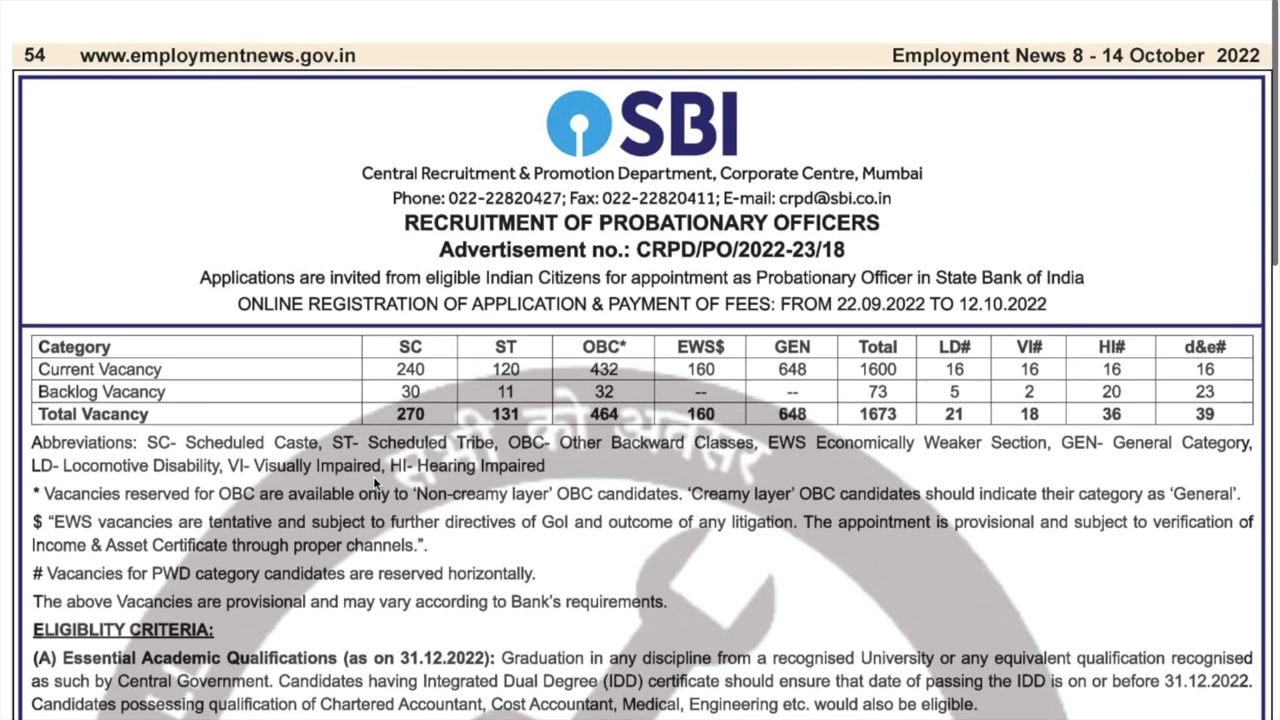 54 www.employmentnews.gov.in Employment News 8 - 14 October 2022
SBI
Central Recruitment & Promotion Department, Corporate Centre, Mumbai
Phone: 022-22820427; Fax: 022-22820411; E-mail: crpd@sbi.co.in
RECRUITMENT OF PROBATIONARY OFFICERS
Advertisement no.: CRPD/PO/2022-23/18
Applications are invited from eligible Indian Citizens for appointment as Probationary Officer in State Bank of India
ONLINE REGISTRATION OF APPLICATION & PAYMENT OF FEES: FROM 22.09.2022 TO 12.10.2022
Category SC ST OBC* EWS$ GEN Total LD# VI# HI# d&e#
Current Vacancy 240 120 432 160 648 1600 16 16 16 16
Backlog Vacancy 30 11 32 -- -- 73 5 2 20 23
Total Vacancy 270 131 464 160 648 1673 21 18 36 39
सभी को अवसर
Abbreviations: SC- Scheduled Caste, ST- Scheduled Tribe, OBC- Other Backward Classes, EWS Economically Weaker Section, GEN- General Category,
LD- Locomotive Disability, VI- Visually Impaired, HI- Hearing Impaired
* Vacancies reserved for OBC are available only to ‘Non-creamy layer’ OBC candidates. ‘Creamy layer’ OBC candidates should indicate their category as ‘General’.
$ “EWS vacancies are tentative and subject to further directives of GoI and outcome of any litigation. The appointment is provisional and subject to verification of
Income & Asset Certificate through proper channels.”.
# Vacancies for PWD category candidates are reserved horizontally.
The above Vacancies are provisional and may vary according to Bank’s requirements.
ELIGIBLITY CRITERIA:
(A) Essential Academic Qualifications (as on 31.12.2022): Graduation in any discipline from a recognised University or any equivalent qualification recognised
as such by Central Government. Candidates having Integrated Dual Degree (IDD) certificate should ensure that date of passing the IDD is on or before 31.12.2022.
Candidates possessing qualification of Chartered Accountant, Cost Accountant, Medical, Engineering etc. would also be eligible.